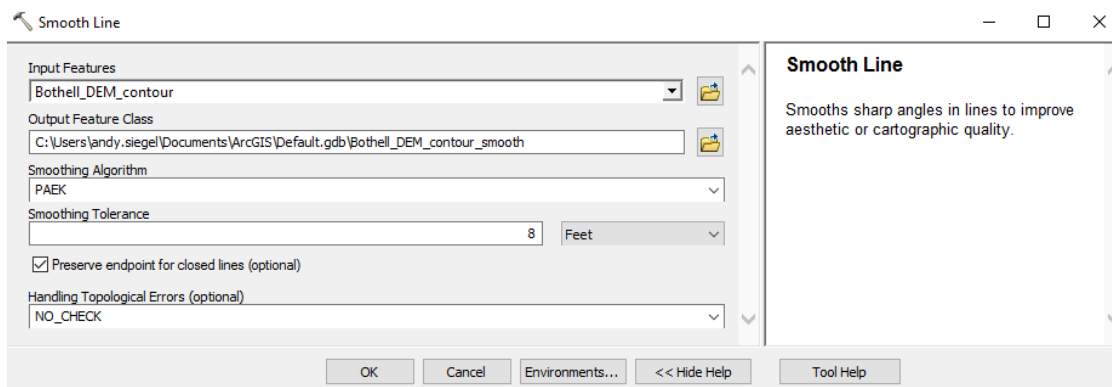 Smooth Line
Input Features
Bothell_DEM_contour
Output Feature Class
C:\Users\andy.siegel\Documents\ArcGIS\Default.gdb\Bothell_DEM_contour_smooth
Smoothing Algorithm
PAEK
Smoothing Tolerance
8 Feet
Preserve endpoint for closed lines (optional)
Handling Topological Errors (optional)
NO_CHECK
Smooth Line
Smooths sharp angles in lines to improve
aesthetic or cartographic quality.
OK Cancel Environments... << Hide Help Tool Help